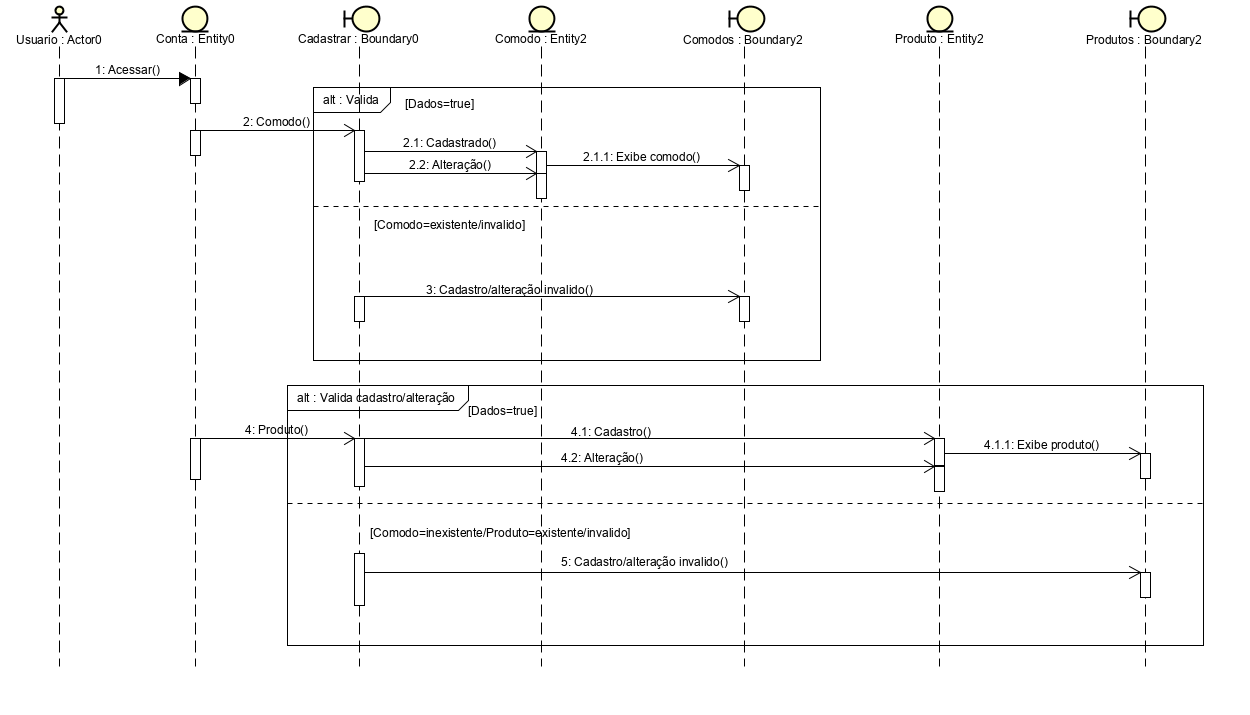 Usuario : Actor0
Conta : Entity0
Cadastrar : Boundary0
Comodo : Entity2
Comodos : Boundary2
Produto : Entity2
Produtos : Boundary2
1: Acessar()
alt : Valida
[Dados=true]
2: Comodo()
2.1: Cadastrado()
2.2: Alteração()
2.1.1: Exibe comodo()
[Comodo=existente/invalido]
3: Cadastro/alteração invalido()
alt : Valida cadastro/alteração
[Dados=true]
4: Produto()
4.1: Cadastro()
4.1.1: Exibe produto()
4.2: Alteração()
[Comodo=inexistente/Produto=existente/invalido]
5: Cadastro/alteração invalido()